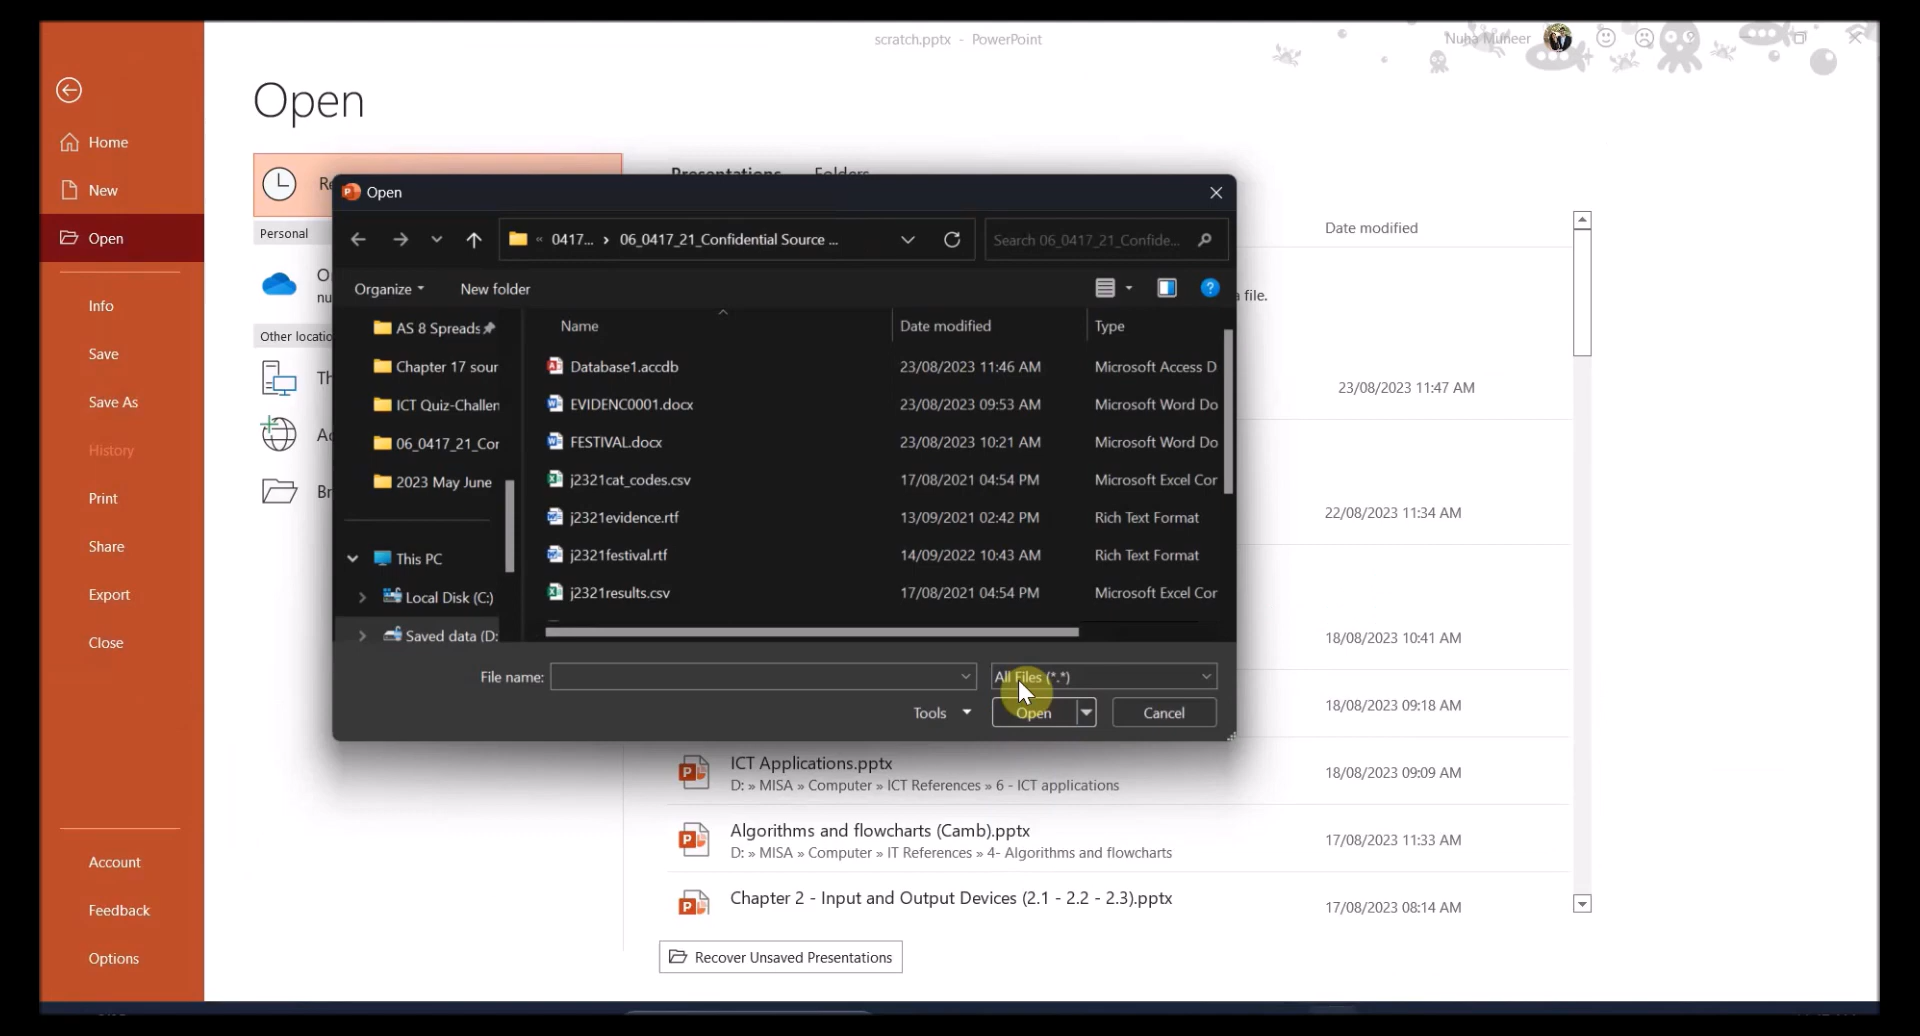 scratch.pptx - PowerPoint
Nuha Muneer
Open
Home
New
Open
Info
Save
Save As
History
Print
Share
Export
Close
Account
Feedback
Options
Personal
Other locatio
Presentations Folders
Date modified
a file.
Open
« 0417... › 06_0417_21_Confidential Source ...
Search 06_0417_21_Confide...
Organize
New folder
AS 8 Spreads
Chapter 17 sour
ICT Quiz-Challen
06_0417_21_Cor
2023 May June
This PC
Local Disk (C:)
Saved data (D:
Name Date modified Type
Database1.accdb 23/08/2023 11:46 AM Microsoft Access D
EVIDENC0001.docx 23/08/2023 09:53 AM Microsoft Word Do
FESTIVAL.docx 23/08/2023 10:21 AM Microsoft Word Do
j2321cat_codes.csv 17/08/2021 04:54 PM Microsoft Excel Cor
j2321evidence.rtf 13/09/2021 02:42 PM Rich Text Format
j2321festival.rtf 14/09/2022 10:43 AM Rich Text Format
j2321results.csv 17/08/2021 04:54 PM Microsoft Excel Cor
File name:
All Files (*.*)
Tools
Open
Cancel
23/08/2023 11:47 AM
22/08/2023 11:34 AM
18/08/2023 10:41 AM
18/08/2023 09:18 AM
ICT Applications.pptx
D: » MISA » Computer » ICT References » 6 - ICT applications
18/08/2023 09:09 AM
Algorithms and flowcharts (Camb).pptx
D: » MISA » Computer » IT References » 4- Algorithms and flowcharts
17/08/2023 11:33 AM
Chapter 2 - Input and Output Devices (2.1 - 2.2 - 2.3).pptx
17/08/2023 08:14 AM
Recover Unsaved Presentations